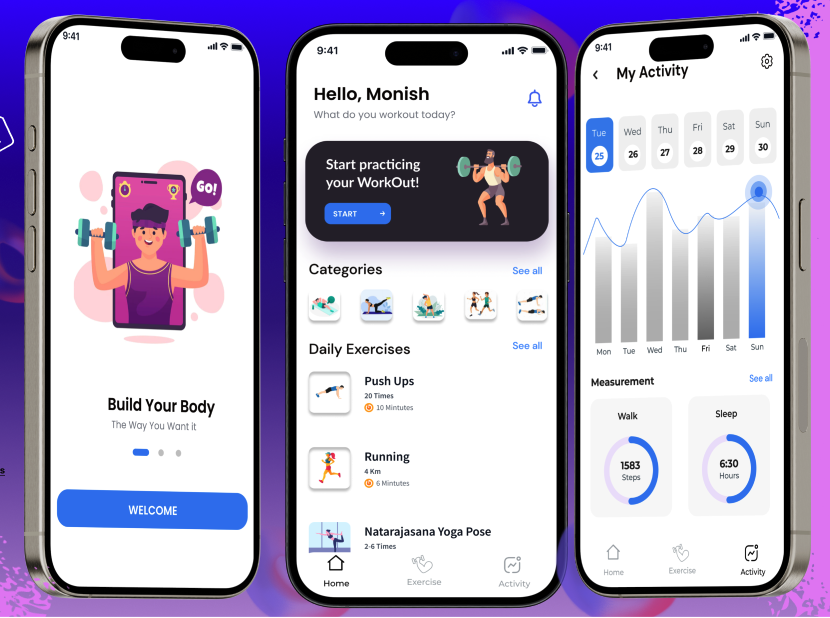 9:41
GO!
Build Your Body
The Way You Want it
WELCOME
9:41
Hello, Monish
What do you workout today?
Start practicing
your WorkOut!
START
Categories
See all
Daily Exercises
See all
Push Ups
20 Times
10 Mintutes
Running
4 Km
6 Mintutes
Natarajasana Yoga Pose
2-6 Times
Home
Exercise
Activity
9:41
My Activity
Tue
25
Wed
26
Thu
27
Fri
28
Sat
29
Sun
30
Mon
Tue
Wed
Thu
Fri
Sat
Sun
Measurement
See all
Walk
1583
Steps
Sleep
6:30
Hours
Home
Exercise
Activity